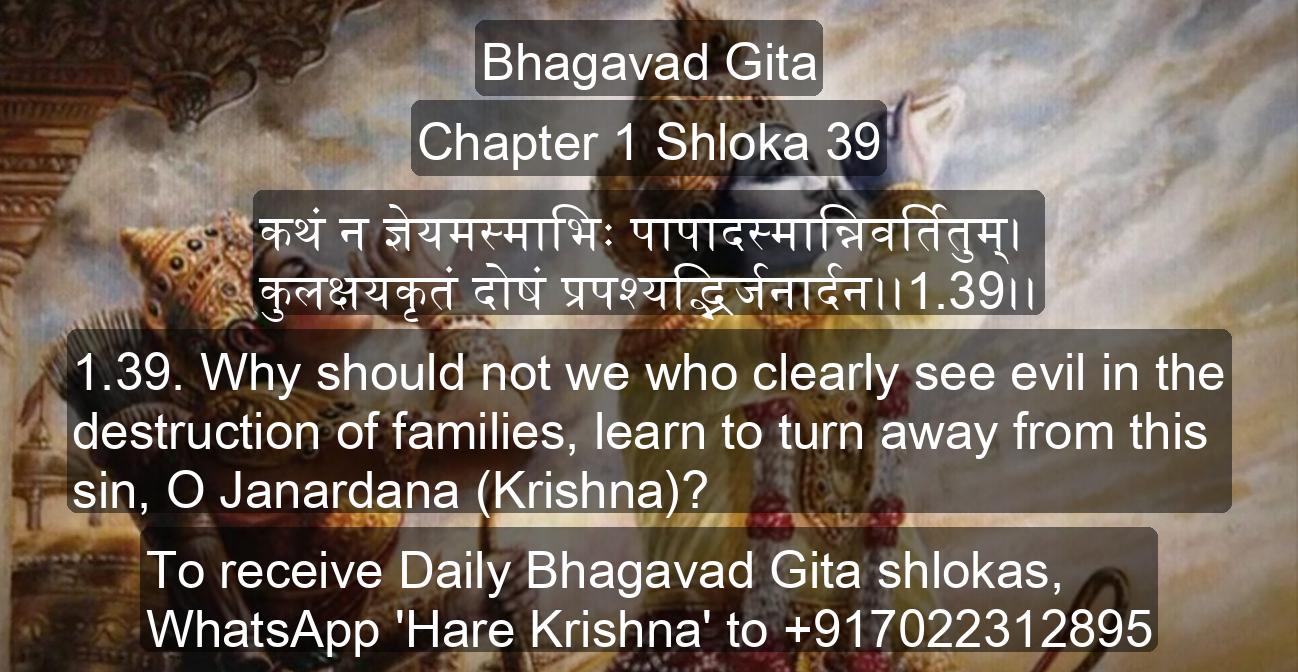 Bhagavad Gita
Chapter 1 Shloka 39
कथं न ज्ञेयमस्माभिः पापादस्मान्निवर्तितुम्।
कुलक्षयकृतं दोषं प्रपश्यद्भिर्जनार्दन।।1.39।।
1.39. Why should not we who clearly see evil in the
destruction of families, learn to turn away from this
sin, O Janardana (Krishna)?
To receive Daily Bhagavad Gita shlokas,
WhatsApp 'Hare Krishna' to +917022312895